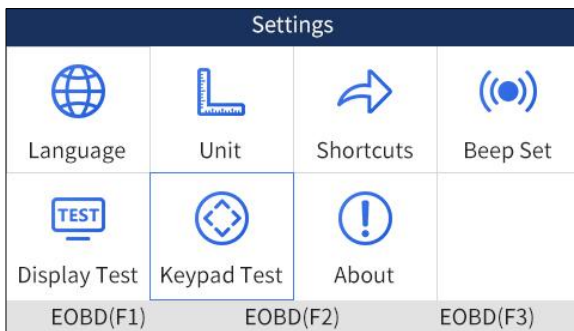 Settings
Language Unit Shortcuts Beep Set
TEST
Display Test Keypad Test About
EOBD(F1) EOBD(F2) EOBD(F3)